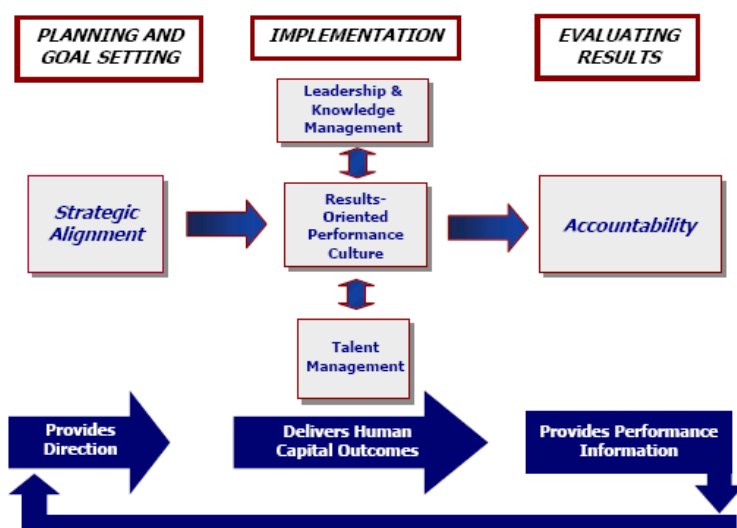 PLANNING AND
GOAL SETTING
IMPLEMENTATION
EVALUATING
RESULTS
Leadership &
Knowledge
Management
Strategic
Alignment
Results-
Oriented
Performance
Culture
Accountability
Talent
Management
Provides
Direction
Delivers Human
Capital Outcomes
Provides Performance
Information